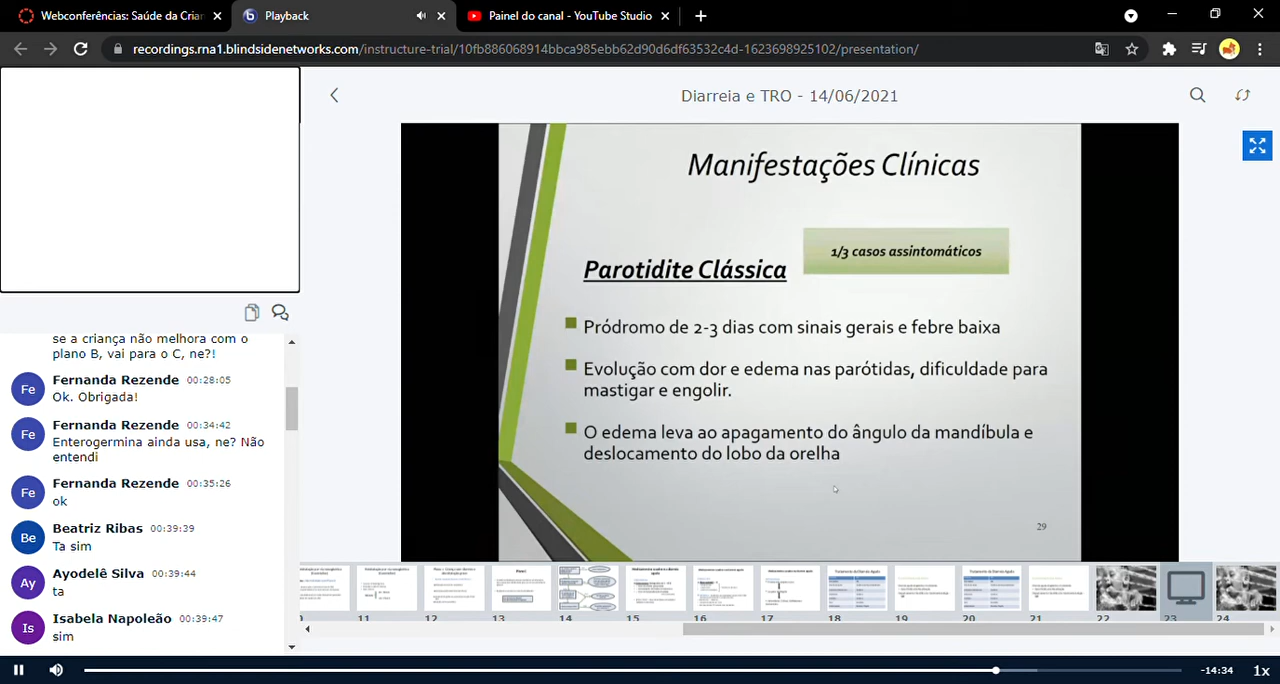 Webconferências: Saúde da Crian
Playback
Painel do canal - YouTube Studio
recordings.rna1.blindsidenetworks.com/instructure-trial/10fb886068914bbca985ebb62d90d6df63532c4d-1623698925102/presentation/
Diarreia e TRO - 14/06/2021
Manifestações Clínicas
1/3 casos assintomáticos
Parotidite Clássica
Pródromo de 2-3 dias com sinais gerais e febre baixa
Evolução com dor e edema nas parótidas, dificuldade para
mastigar e engolir.
O edema leva ao apagamento do ângulo da mandíbula e
deslocamento do lobo da orelha
29
se a criança não melhora com o
plano B, vai para o C, ne?!
Fe
Fernanda Rezende 00:28:05
Ok. Obrigada!
Fe
Fernanda Rezende 00:34:42
Enterogermina ainda usa, ne? Não
entendi
Fe
Fernanda Rezende 00:35:26
ok
Be
Beatriz Ribas 00:39:39
Ta sim
Ay
Ayodelê Silva 00:39:44
ta
Is
Isabela Napoleão 00:39:47
sim
11 12 13 14 15 16 17 18 19 20 21 22 23 24
-14:34 1x